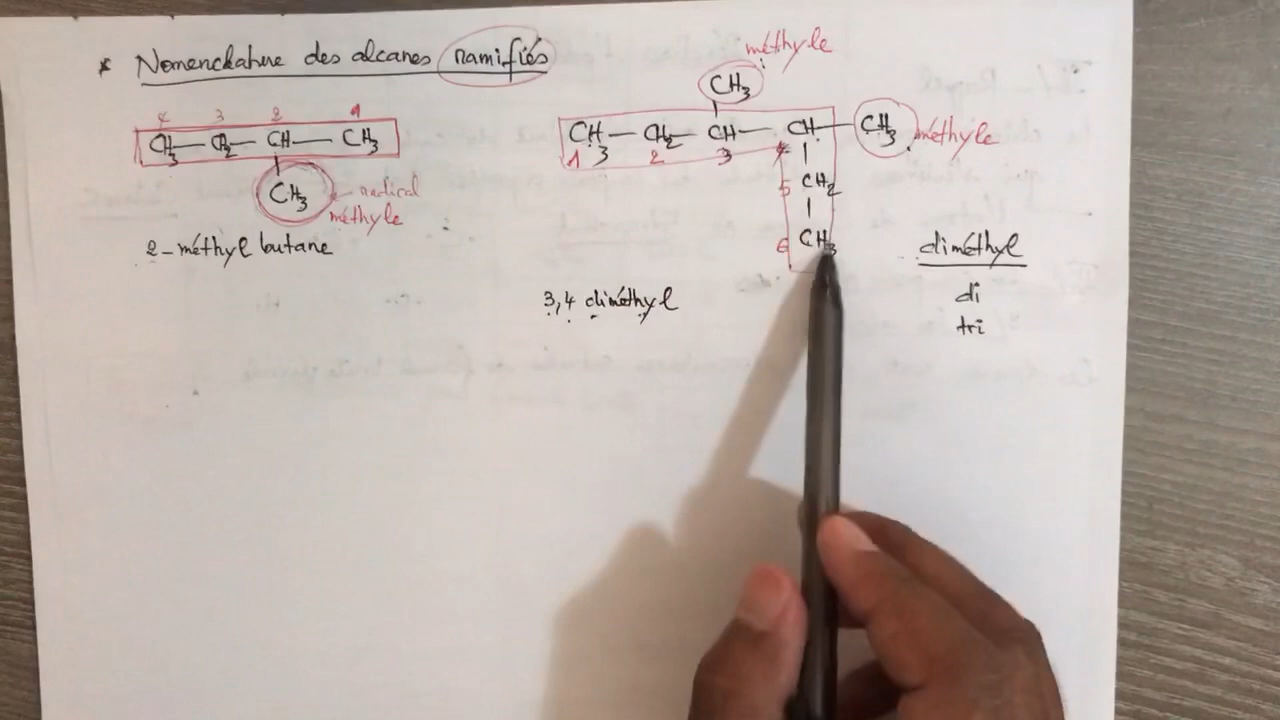 * Nomenclature des alcanes ramifiés
4 3 2 1
CH3 — CH2 — CH — CH3
CH3
radical
méthyle
2-méthyl butane
méthyle
CH3
CH3 — CH2 — CH — CH — CH3 méthyle
1 2 3 4
5 CH2
6 CH3
3,4 diméthyl
diméthyl
di
tri